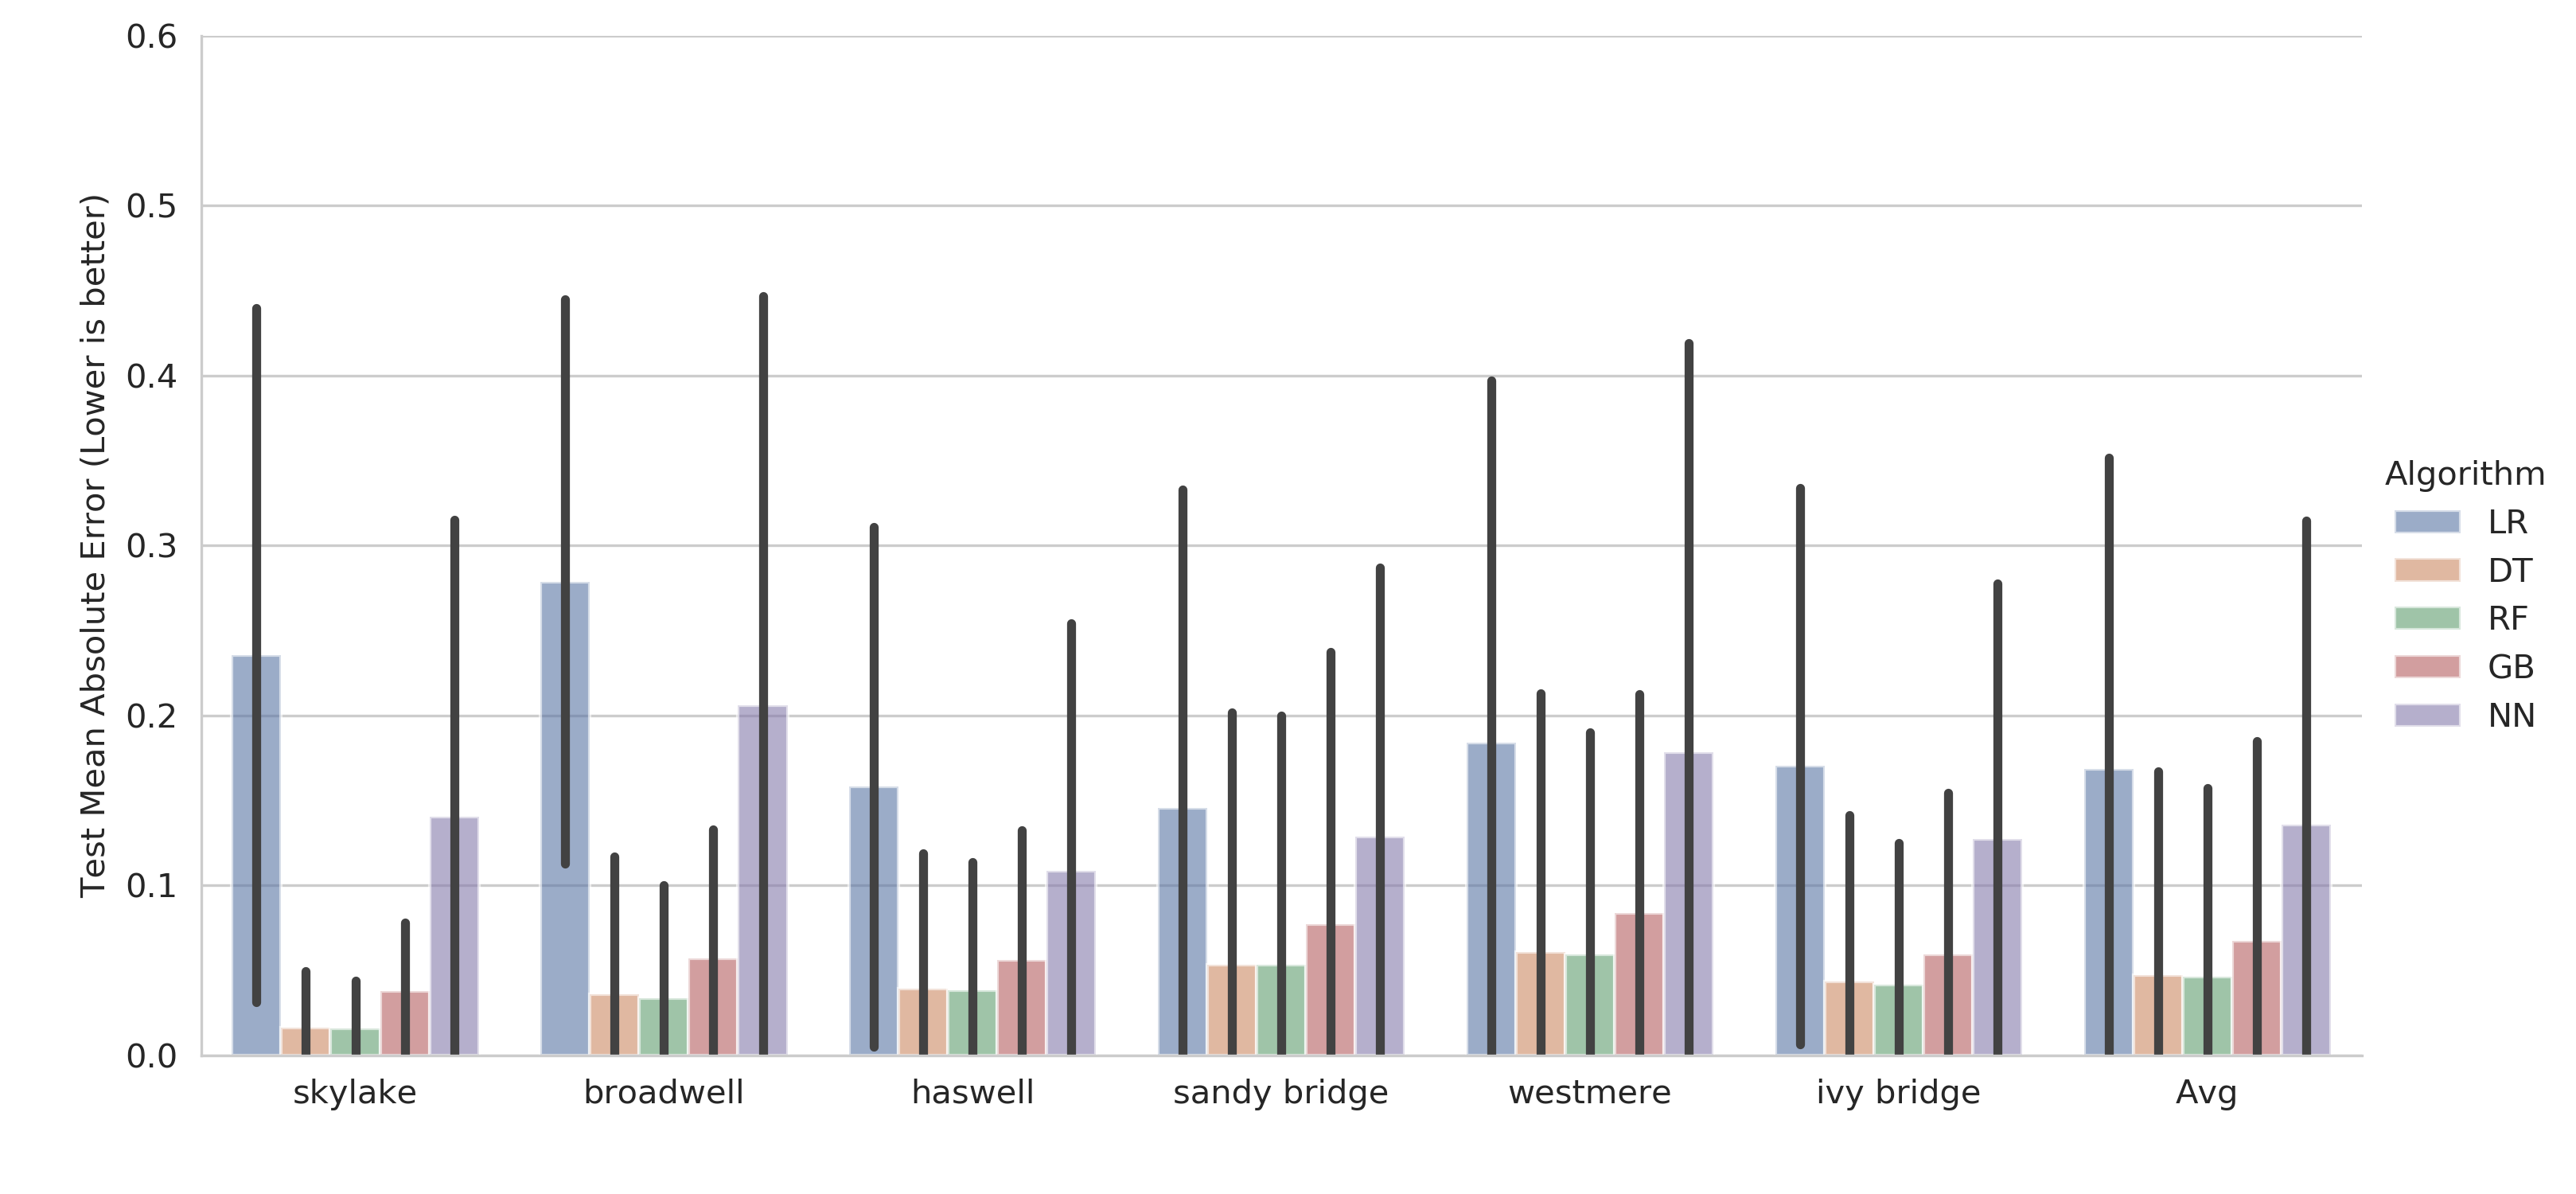 Test Mean Absolute Error (Lower is better)
0.6
0.5
0.4
0.3
0.2
0.1
0.0
skylake
broadwell
haswell
sandy bridge
westmere
ivy bridge
Avg
Algorithm
LR
DT
RF
GB
NN